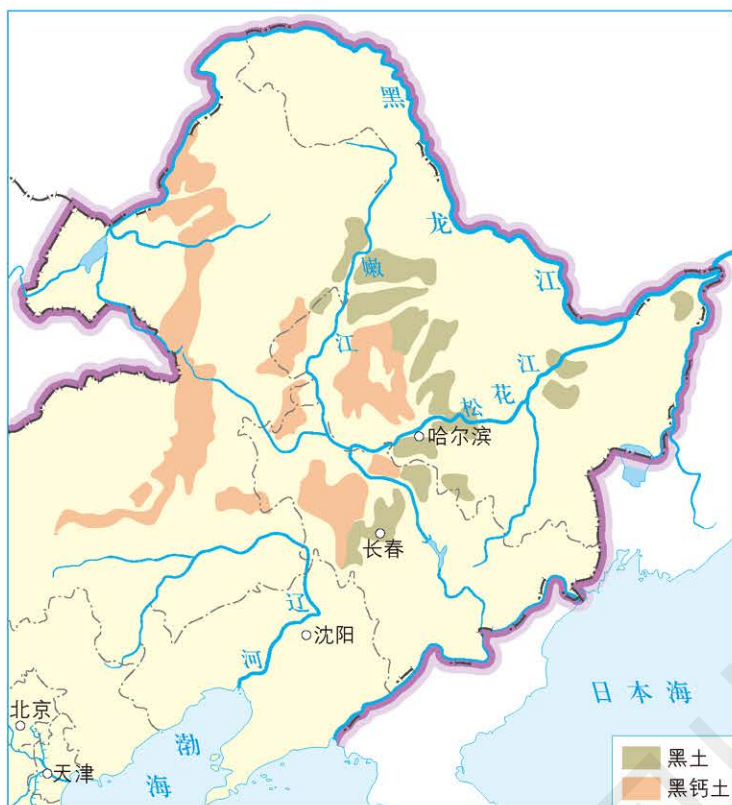 黑
龙
江
嫩
江
松花江
哈尔滨
长春
辽
河
沈阳
北京
天津
渤
海
日本海
黑土
黑钙土